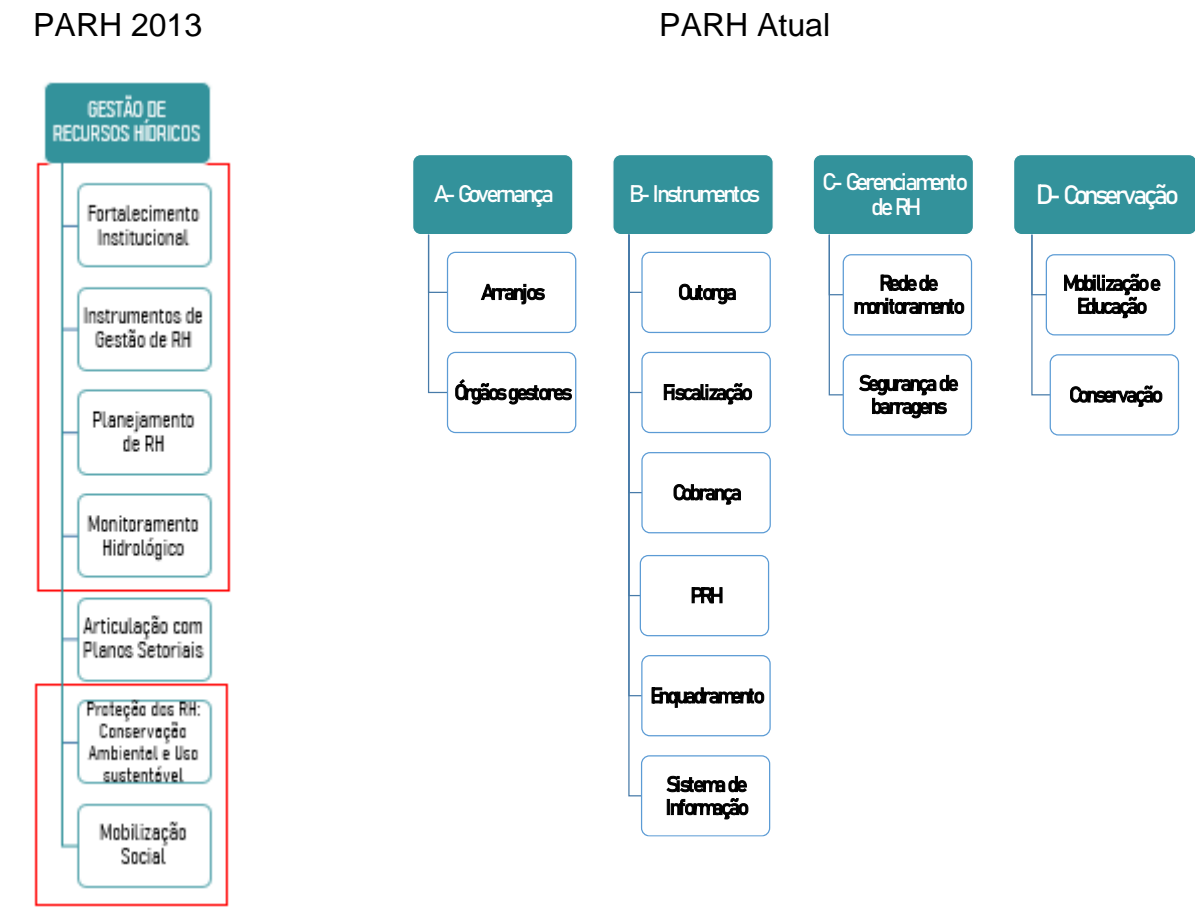 PARH 2013
PARH Atual
GESTÃO DE
RECURSOS HÍDRICOS
Fortalecimento
Institucional
Instrumentos de
Gestão de RH
Planejamento
de RH
Monitoramento
Hidrológico
Articulação com
Planos Setoriais
Proteção dos RH:
Conservação
Ambiental e Uso
sustentável
Mobilização
Social
A- Governança
Arranjos
Órgãos gestores
B- Instrumentos
Outorga
Fiscalização
Cobrança
PRH
Enquadramento
Sistema de
Informação
C- Gerenciamento
de RH
Rede de
monitoramento
Segurança de
barragens
D- Conservação
Mobilização e
Educação
Conservação